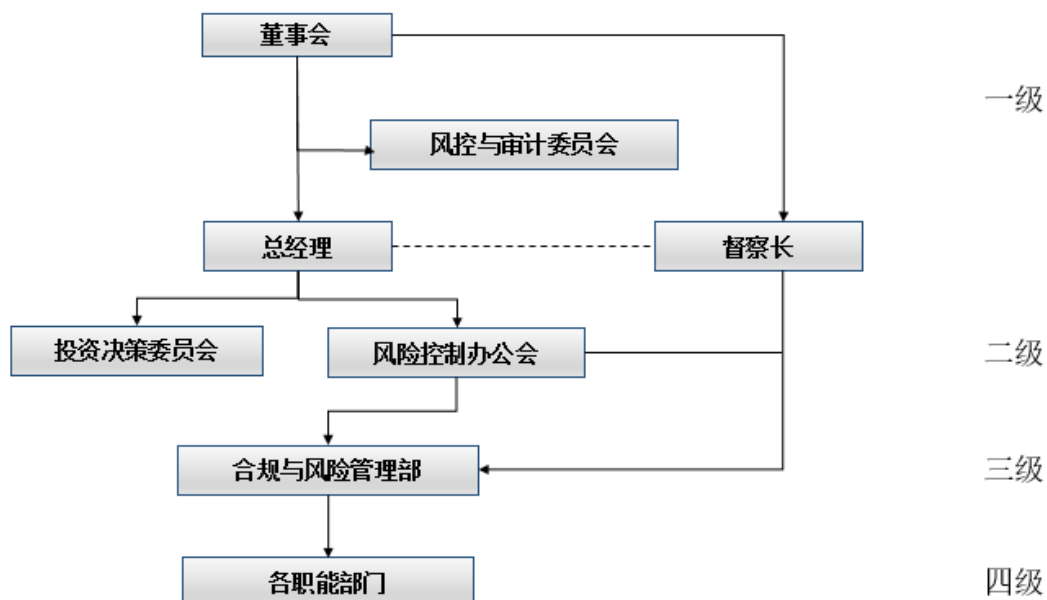 董事会
一级
风控与审计委员会
总经理
督察长
投资决策委员会
风险控制办公会
二级
合规与风险管理部
三级
各职能部门
四级